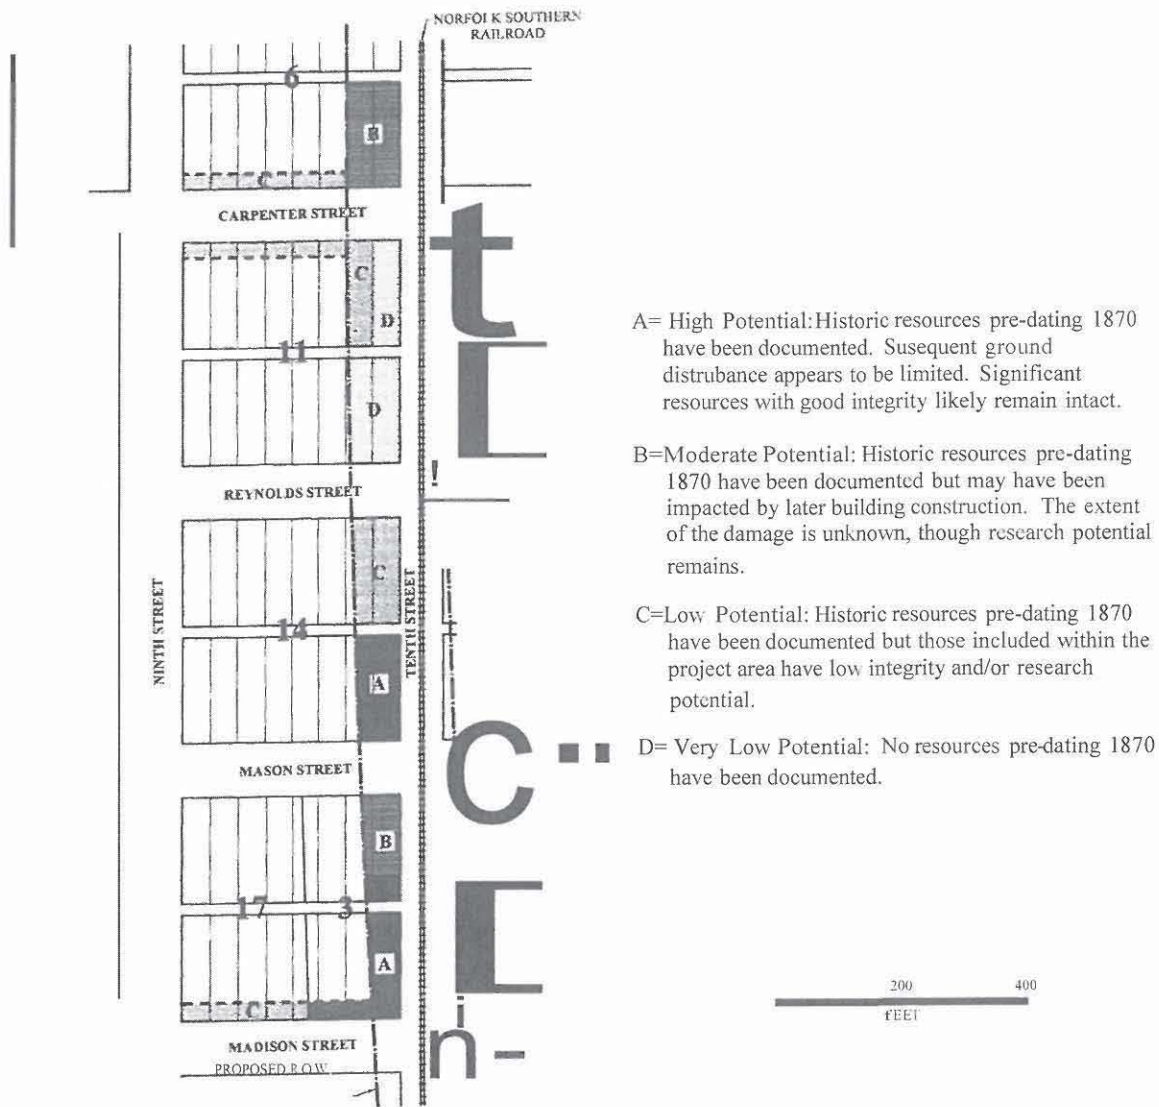 NORFOLK SOUTHERN
RAILROAD
6
B
C
CARPENTER STREET
t
C
D
11
D
REYNOLDS STREET
!
C
NINTH STREET
TENTH STREET
14
A
MASON STREET
C
B
17
3
A
C
MADISON STREET
n -
PROPOSED R.O.W.
A= High Potential: Historic resources pre-dating 1870
have been documented. Susequent ground
distrubance appears to be limited. Significant
resources with good integrity likely remain intact.
B=Moderate Potential: Historic resources pre-dating
1870 have been documented but may have been
impacted by later building construction. The extent
of the damage is unknown, though research potential
remains.
C=Low Potential: Historic resources pre-dating 1870
have been documented but those included within the
project area have low integrity and/or research
potential.
D= Very Low Potential: No resources pre-dating 1870
have been documented.
200 400
fEET